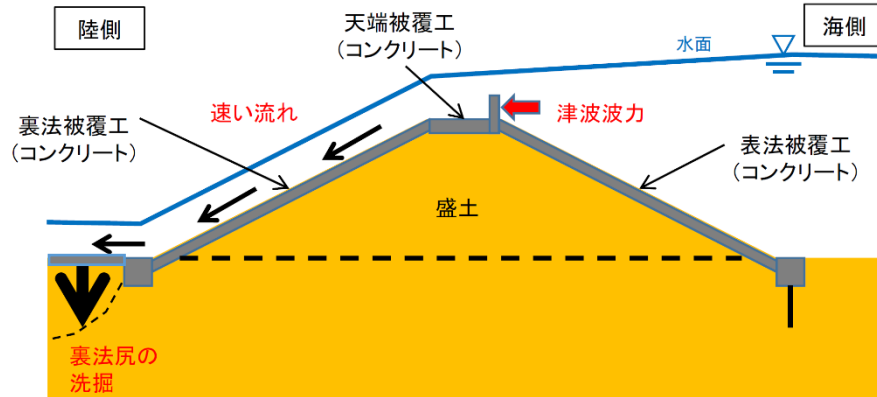 陸側
天端被覆工
(コンクリート)
水面
海側
速い流れ
津波波力
裏法被覆工
(コンクリート)
表法被覆工
(コンクリート)
盛土
裏法尻の
洗掘